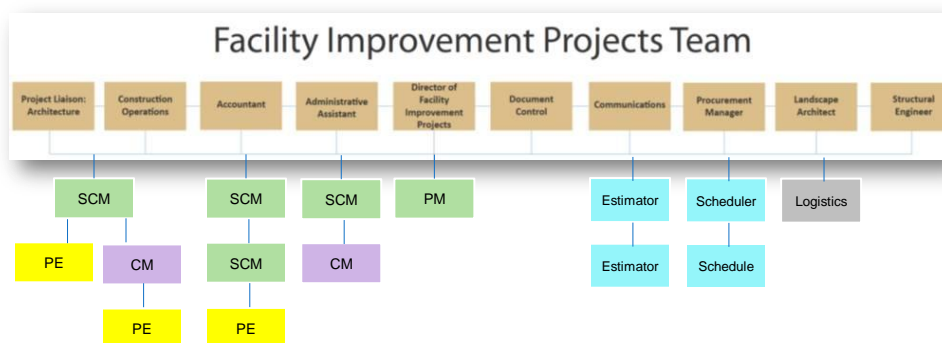 Facility Improvement Projects Team
Project Liaison:
Architecture
Construction
Operations
Accountant
Administrative
Assistant
Director of
Facility
Improvement
Projects
Document
Control
Communications
Procurement
Manager
Landscape
Architect
Structural
Engineer
SCM
SCM
SCM
PM
Estimator
Scheduler
Logistics
PE
CM
SCM
CM
Estimator
Schedule
PE
PE